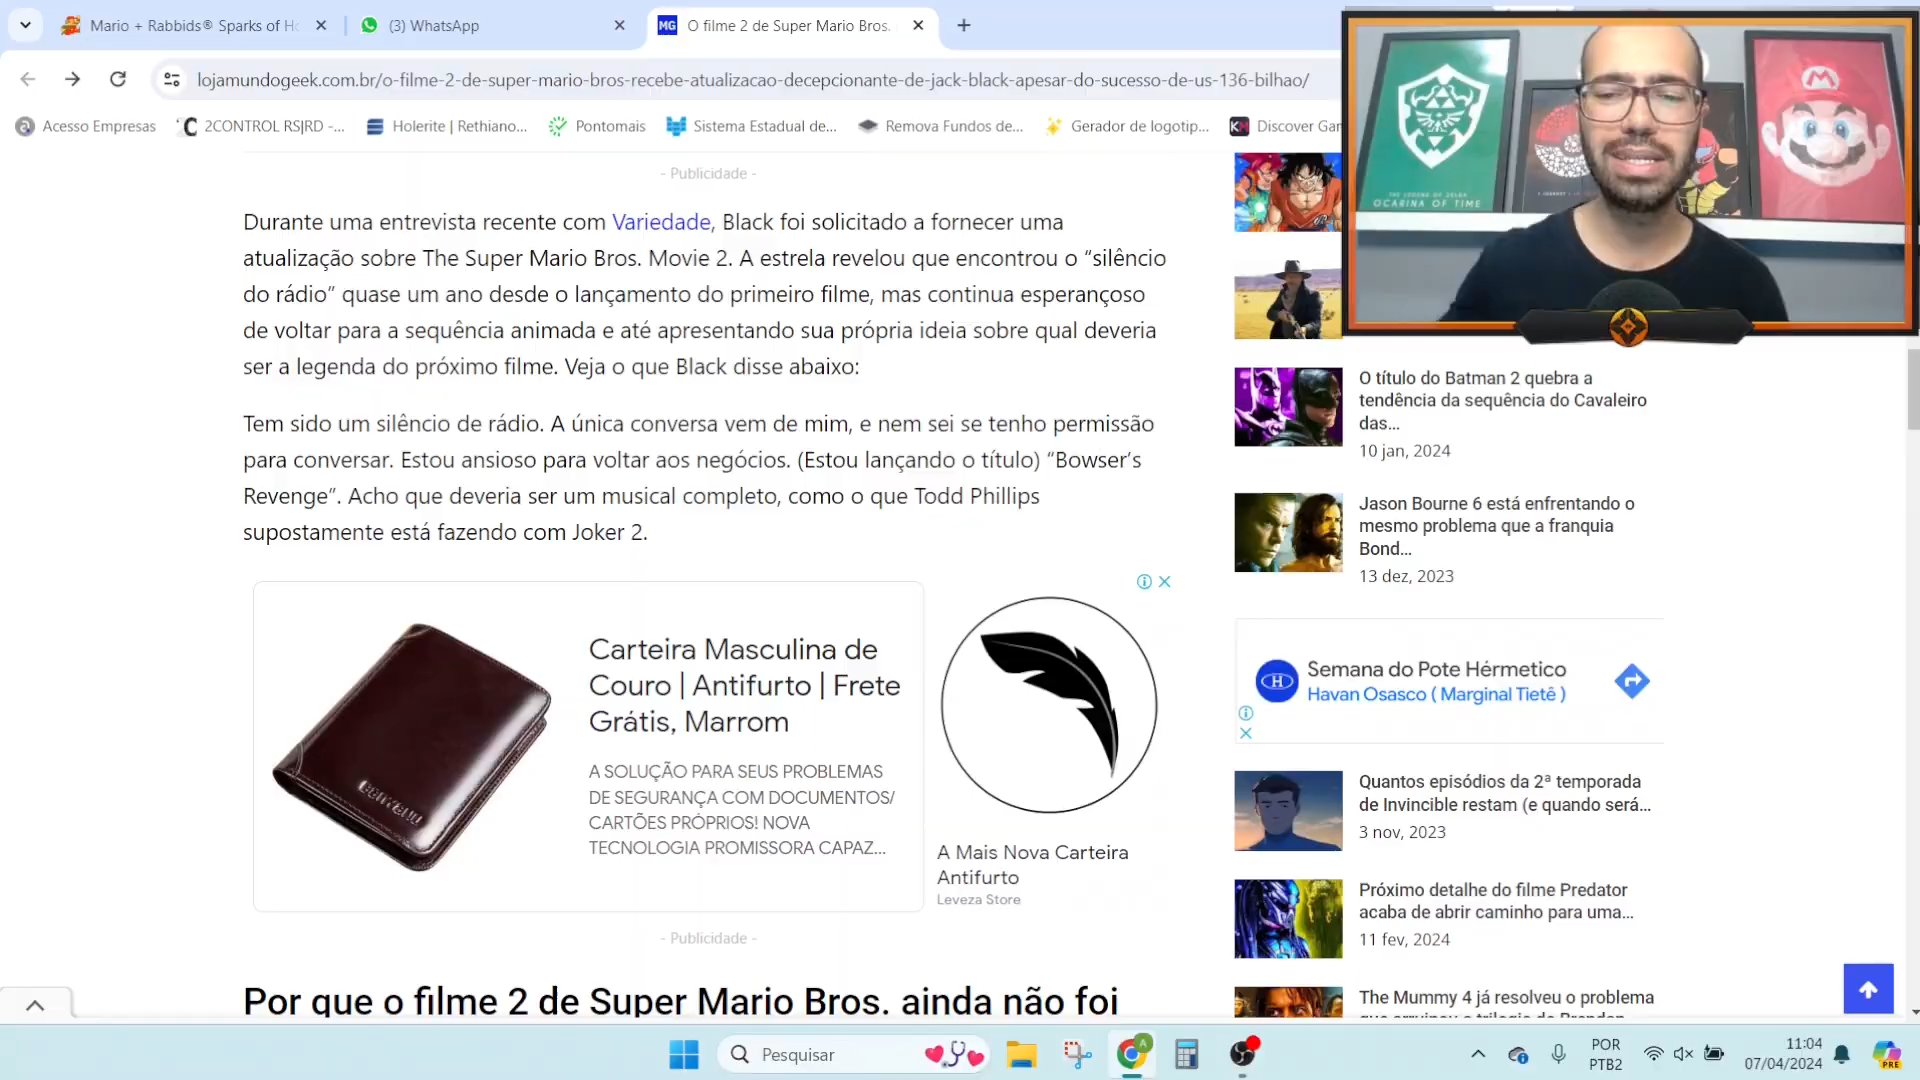 Mario + Rabbids® Sparks of Ho
(3) WhatsApp
MG O filme 2 de Super Mario Bros.
lojamundogeek.com.br/o-filme-2-de-super-mario-bros-recebe-atualizacao-decepcionante-de-jack-black-apesar-do-sucesso-de-us-136-bilhao/
Acesso Empresas
2CONTROL RS|RD -...
Holerite | Rethiano...
Pontomais
Sistema Estadual de...
Remova Fundos de...
Gerador de logotip...
Discover Gar
OCARINA OF TIME
- Publicidade -
Durante uma entrevista recente com Variedade, Black foi solicitado a fornecer uma
atualização sobre The Super Mario Bros. Movie 2. A estrela revelou que encontrou o “silêncio
do rádio” quase um ano desde o lançamento do primeiro filme, mas continua esperançoso
de voltar para a sequência animada e até apresentando sua própria ideia sobre qual deveria
ser a legenda do próximo filme. Veja o que Black disse abaixo:
Tem sido um silêncio de rádio. A única conversa vem de mim, e nem sei se tenho permissão
para conversar. Estou ansioso para voltar aos negócios. (Estou lançando o título) “Bowser’s
Revenge”. Acho que deveria ser um musical completo, como o que Todd Phillips
supostamente está fazendo com Joker 2.
Carteira Masculina de
Couro | Antifurto | Frete
Grátis, Marrom
A SOLUÇÃO PARA SEUS PROBLEMAS
DE SEGURANÇA COM DOCUMENTOS/
CARTÕES PRÓPRIOS! NOVA
TECNOLOGIA PROMISSORA CAPAZ...
A Mais Nova Carteira
Antifurto
Leveza Store
- Publicidade -
Por que o filme 2 de Super Mario Bros. ainda não foi
O título do Batman 2 quebra a
tendência da sequência do Cavaleiro
das...
10 jan, 2024
Jason Bourne 6 está enfrentando o
mesmo problema que a franquia
Bond...
13 dez, 2023
Semana do Pote Hérmetico
Havan Osasco ( Marginal Tietê )
Quantos episódios da 2ª temporada
de Invincible restam (e quando será...
3 nov, 2023
Próximo detalhe do filme Predator
acaba de abrir caminho para uma...
11 fev, 2024
The Mummy 4 já resolveu o problema
Pesquisar
POR
PTB2
11:04
07/04/2024
PRE